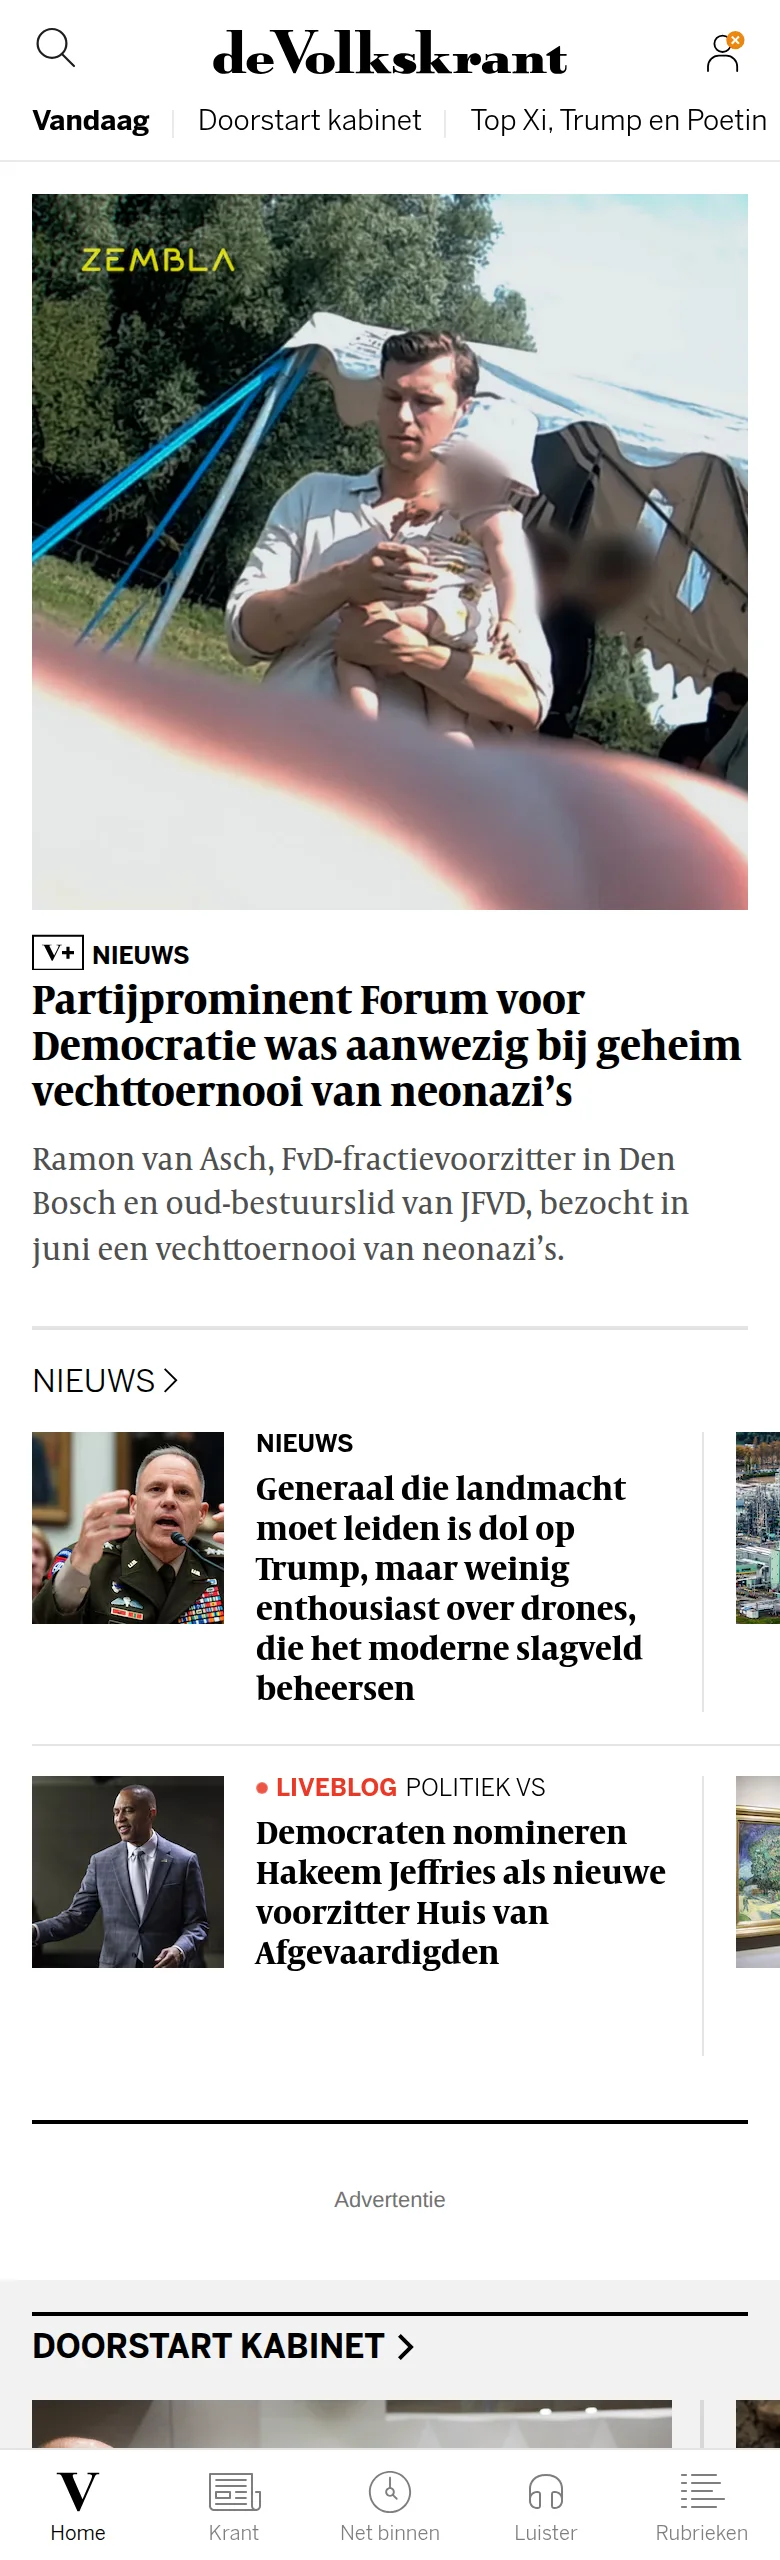 deVolkskrant
Vandaag
Doorstart kabinet
Top Xi, Trump en Poetin
ZEMBLA
V+ NIEUWS
Partijprominent Forum voor
Democratie was aanwezig bij geheim
vechttoernooi van neonazi’s
Ramon van Asch, FvD-fractievoorzitter in Den
Bosch en oud-bestuurslid van JFVD, bezocht in
juni een vechttoernooi van neonazi’s.
NIEUWS
NIEUWS
Generaal die landmacht
moet leiden is dol op
Trump, maar weinig
enthousiast over drones,
die het moderne slagveld
beheersen
LIVEBLOG POLITIEK VS
Democraten nomineren
Hakeem Jeffries als nieuwe
voorzitter Huis van
Afgevaardigden
Advertentie
DOORSTART KABINET
V
Home
Krant
Net binnen
Luister
Rubrieken